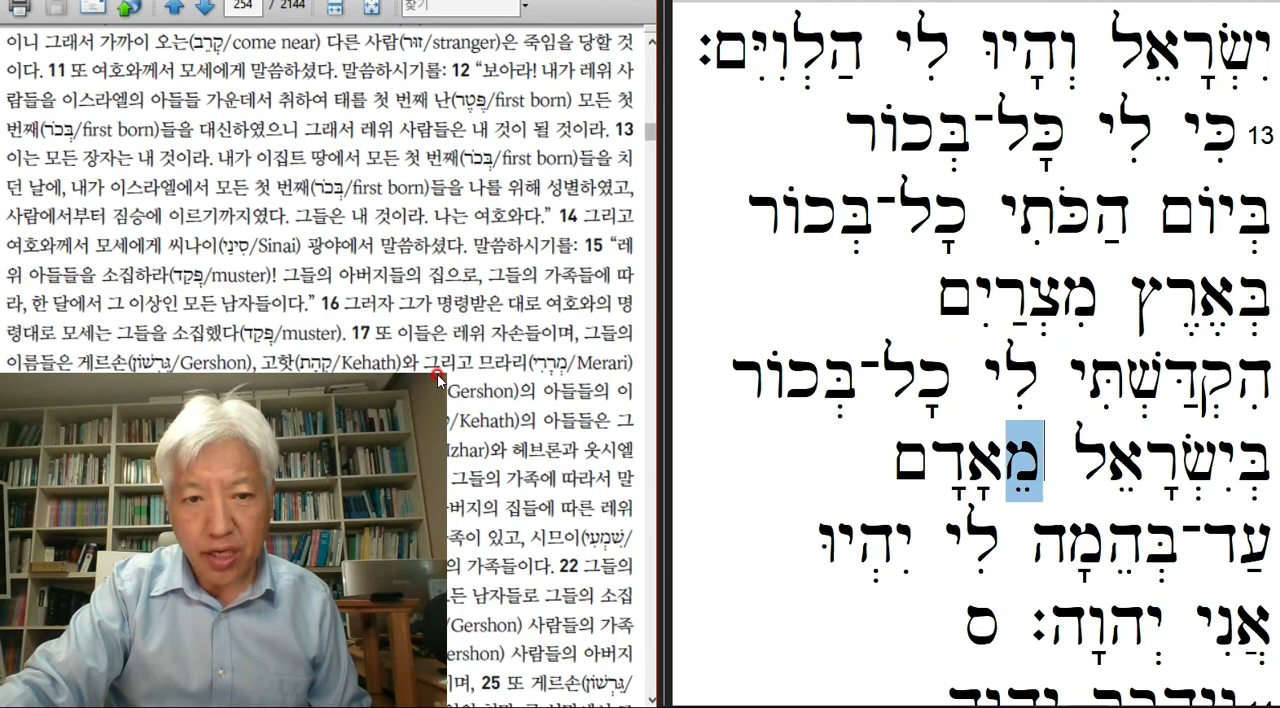 254 / 2144
찾기
이니 그래서 가까이 오는(קָרֵב/come near) 다른 사람(זוּר/stranger)은 죽임을 당할 것
이다. 11 또 여호와께서 모세에게 말씀하셨다. 말씀하시기를: 12 “보아라! 내가 레위 사
람들을 이스라엘의 아들들 가운데서 취하여 태를 첫 번째 난(פֶּטֶר/first born) 모든 첫
번째(בְּכֹר/first born)들을 대신하였으니 그래서 레위 사람들은 내 것이 될 것이라. 13
이는 모든 장자는 내 것이라. 내가 이집트 땅에서 모든 첫 번째(בְּכֹר/first born)들을 치
던 날에, 내가 이스라엘에서 모든 첫 번째(בְּכֹר/first born)들을 나를 위해 성별하였고,
사람에서부터 짐승에 이르기까지였다. 그들은 내 것이라. 나는 여호와다.” 14 그리고
여호와께서 모세에게 씨나이(סִינַי/Sinai) 광야에서 말씀하셨다. 말씀하시기를: 15 “레
위 아들들을 소집하라(פְּקֹד/muster)! 그들의 아버지들의 집으로, 그들의 가족들에 따
라, 한 달에서 그 이상인 모든 남자들이다.” 16 그러자 그가 명령받은 대로 여호와의 명
령대로 모세는 그들을 소집했다(פָּקַד/muster). 17 또 이들은 레위 자손들이며, 그들의
이름들은 게르손(גֵּרְשׁוֹן/Gershon), 고핫(קְהָת/Kehath)와 그리고 므라리(מְרָרִי/Merari)
Gershon)의 아들들의 이
/Kehath)의 아들들은 그
Izhar)와 헤브론과 웃시엘
그들의 가족에 따라서 말
버지의 집들에 따른 레위
족이 있고, 시므이(שִׁמְעִי/
의 가족들이다. 22 그들의
든 남자들로 그들의 소집
/Gershon) 사람들의 가족
ershon) 사람들의 아버지
며, 25 또 게르손(גֵּרְשׁוֹן/
יִשְׂרָאֵל וְהָיוּ לִי הַלְוִיִּם׃
13 כִּי לִי כָּל־בְּכוֹר
בְּיוֹם הַכֹּתִי כָל־בְּכוֹר
בְּאֶרֶץ מִצְרַיִם
הִקְדַּשְׁתִּי לִי כָל־בְּכוֹר
בְּיִשְׂרָאֵל מֵאָדָם
עַד־בְּהֵמָה לִי יִהְיוּ
אֲנִי יְהוָה׃ ס